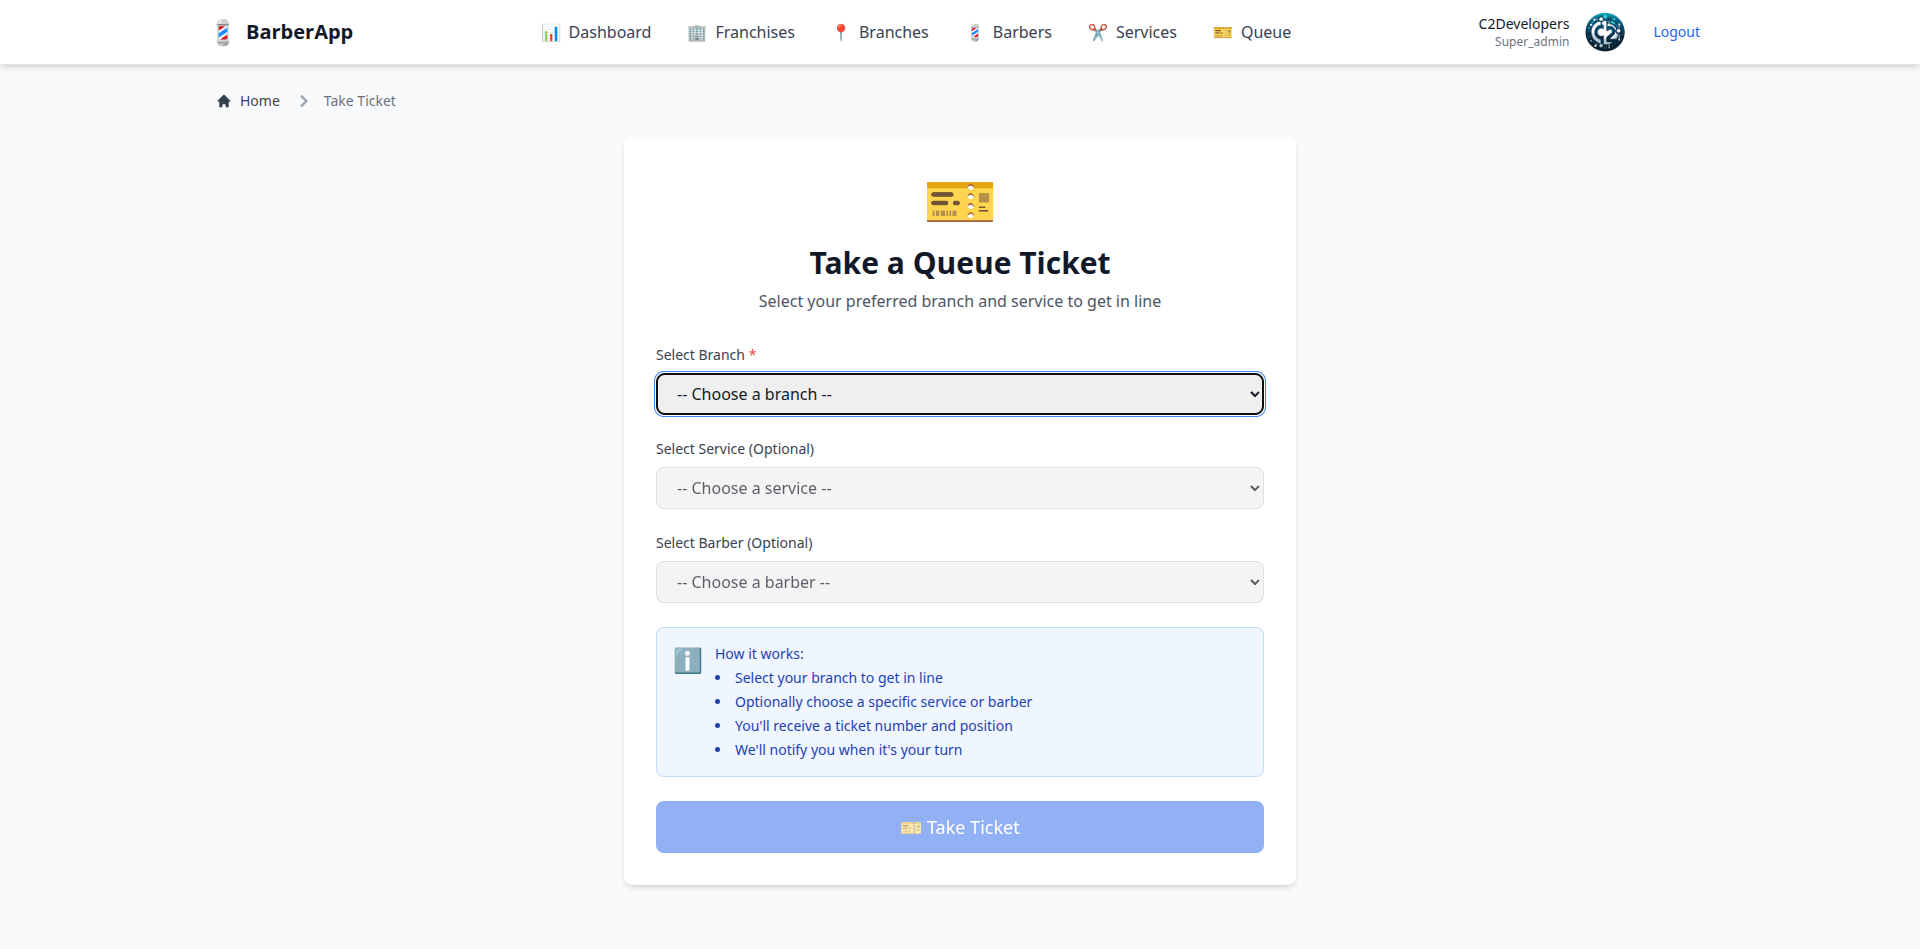 BarberApp
Dashboard
Franchises
Branches
Barbers
Services
Queue
C2Developers
Super_admin
Logout
Home
Take Ticket
Take a Queue Ticket
Select your preferred branch and service to get in line
Select Branch *
-- Choose a branch --
Select Service (Optional)
-- Choose a service --
Select Barber (Optional)
-- Choose a barber --
How it works:
Select your branch to get in line
Optionally choose a specific service or barber
You'll receive a ticket number and position
We'll notify you when it's your turn
Take Ticket